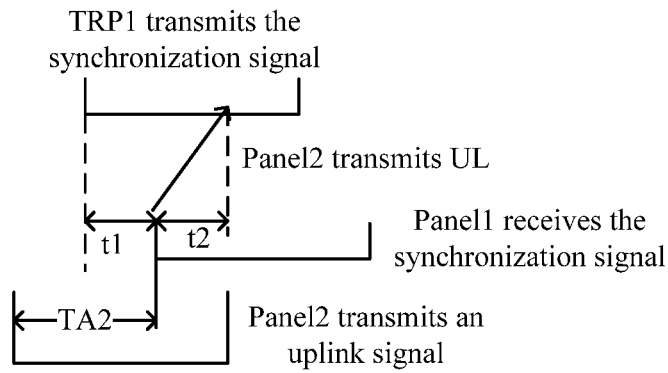 TRP1 transmits the
synchronization signal
Panel2 transmits UL
t1
t2
Panel1 receives the
synchronization signal
TA2
Panel2 transmits an
uplink signal